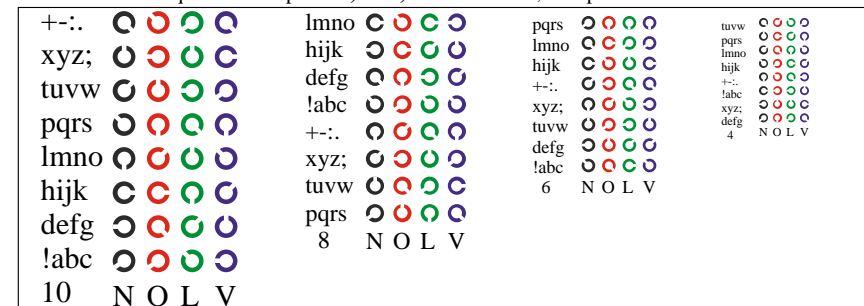 +-:.
xyz;
tuvw
pqrs
lmno
hijk
defg
!abc
10 N O L V
lmno
hijk
defg
!abc
+-:.
xyz;
tuvw
pqrs
8 N O L V
pqrs
lmno
hijk
+-:.
xyz;
tuvw
defg
!abc
6 N O L V
tuvw
pqrs
lmno
hijk
+-:.
!abc
xyz;
defg
4 N O L V